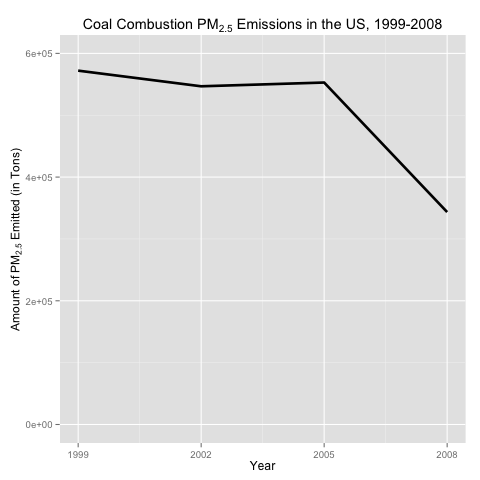 Coal Combustion PM2.5 Emissions in the US, 1999-2008
Amount of PM2.5 Emitted (in Tons)
6e+05
4e+05
2e+05
0e+00
1999 2002 2005 2008
Year